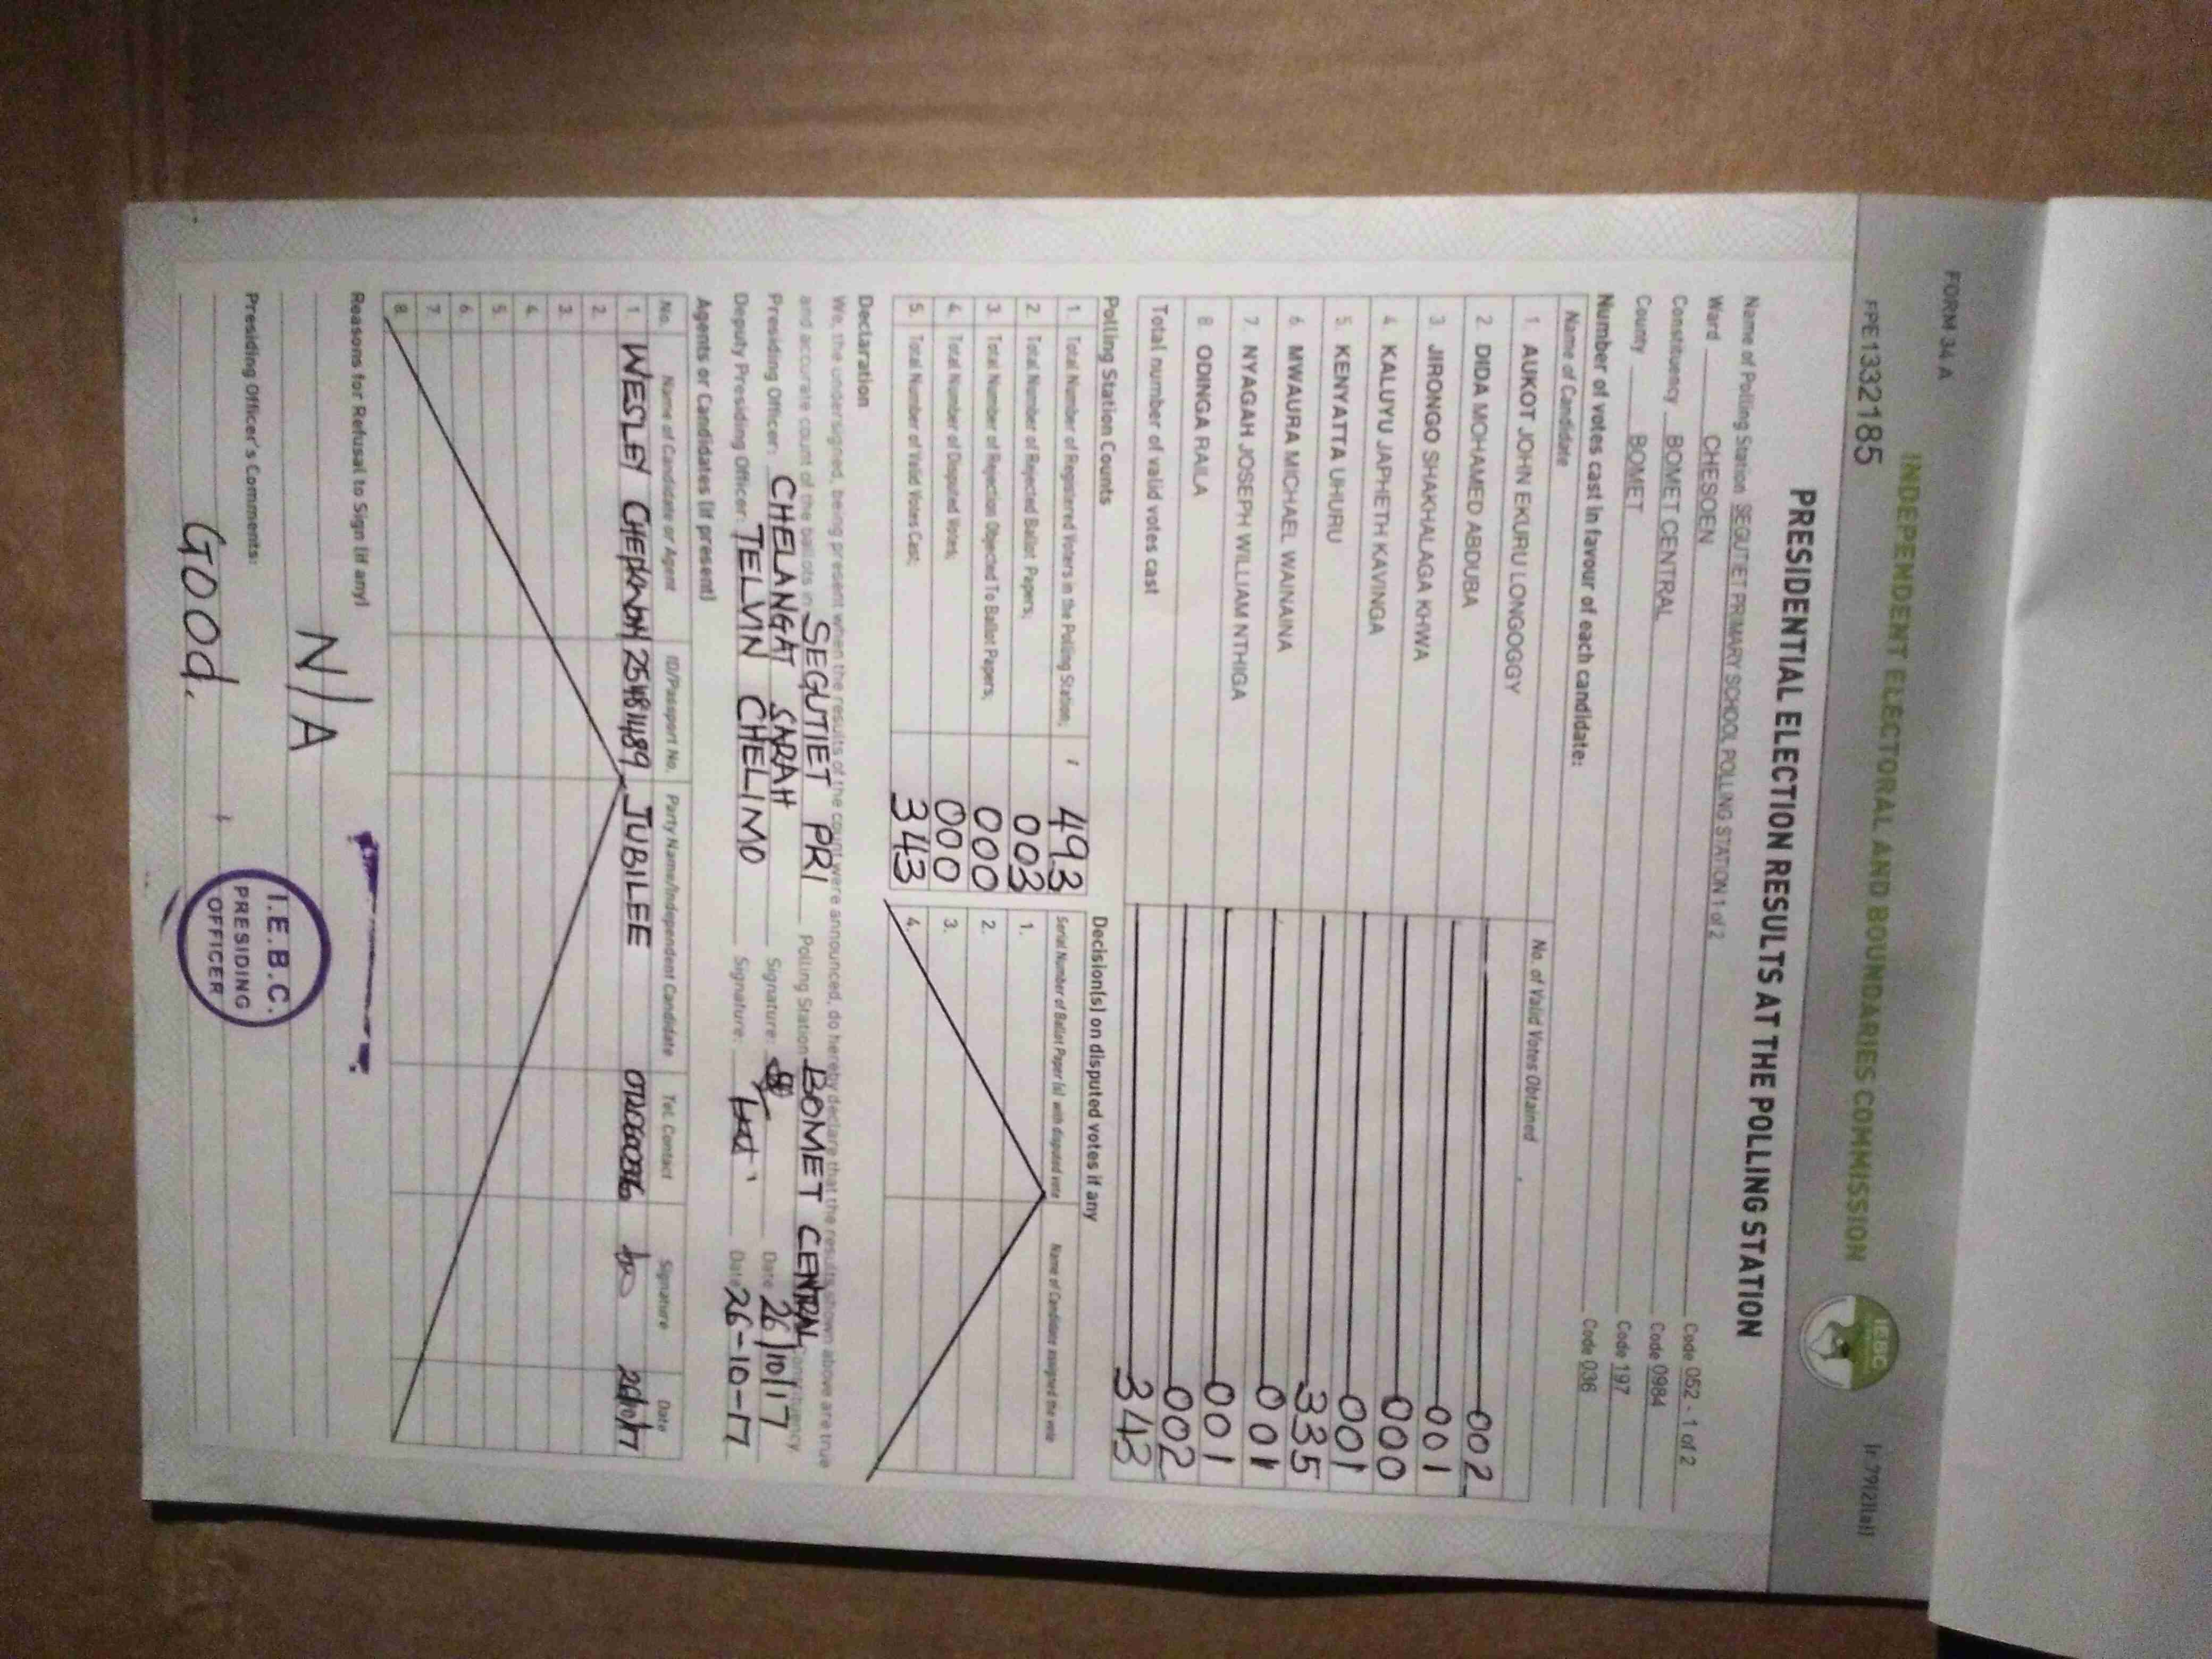 FORM 34 A
FPE1332185
INDEPENDENT ELECTORAL AND BOUNDARIES COMMISSION
IEBC
PRESIDENTIAL ELECTION RESULTS AT THE POLLING STATION
Name of Polling Station SEGUTIET PRIMARY SCHOOL POLLING STATION 1 of 2 Code 052 - 1 of 2
Ward CHESOEN Code 0984
Constituency BOMET CENTRAL Code 197
County BOMET Code 036
Number of votes cast in favour of each candidate:
Name of Candidate No. of Valid Votes Obtained
1. AUKOT JOHN EKURU LONGOGGY 002
2. DIDA MOHAMED ABDUBA 001
3. JIRONGO SHAKHALAGA KHWA 000
4. KALUYU JAPHETH KAVINGA 001
5. KENYATTA UHURU 335
6. MWAURA MICHAEL WAINAINA 001
7. NYAGAH JOSEPH WILLIAM NTHIGA 001
8. ODINGA RAILA 002
Total number of valid votes cast 343
Polling Station Counts
1. Total Number of Registered Voters in the Polling Station; 493
2. Total Number of Rejected Ballot Papers; 003
3. Total Number of Rejection Objected To Ballot Papers; 000
4. Total Number of Disputed Votes; 000
5. Total Number of Valid Votes Cast; 343
Decision(s) on disputed votes if any
Serial Number of Ballot Paper (s) with disputed vote Name of Candidate assigned the vote
1.
2.
3.
4.
Declaration
We, the undersigned, being present when the results of the count were announced, do hereby declare that the results shown above are true
and accurate count of the ballots in SEGUTIET PRI Polling Station BOMET CENTRAL Constituency
Presiding Officer: CHELANGAT SARAH Signature: Date 26/10/17
Deputy Presiding Officer: TELVIN CHELIMO Signature: Date 26-10-17
Agents or Candidates (if present)
No. Name of Candidate or Agent ID/Passport No. Party Name/Independent Candidate Tel. Contact Signature Date
1. WESLEY JUBILEE
2.
3.
4.
5.
6.
7.
8.
Reasons for Refusal to Sign (if any)
N/A
Presiding Officer's Comments:
Good.
I.E.B.C.
PRESIDING
OFFICER